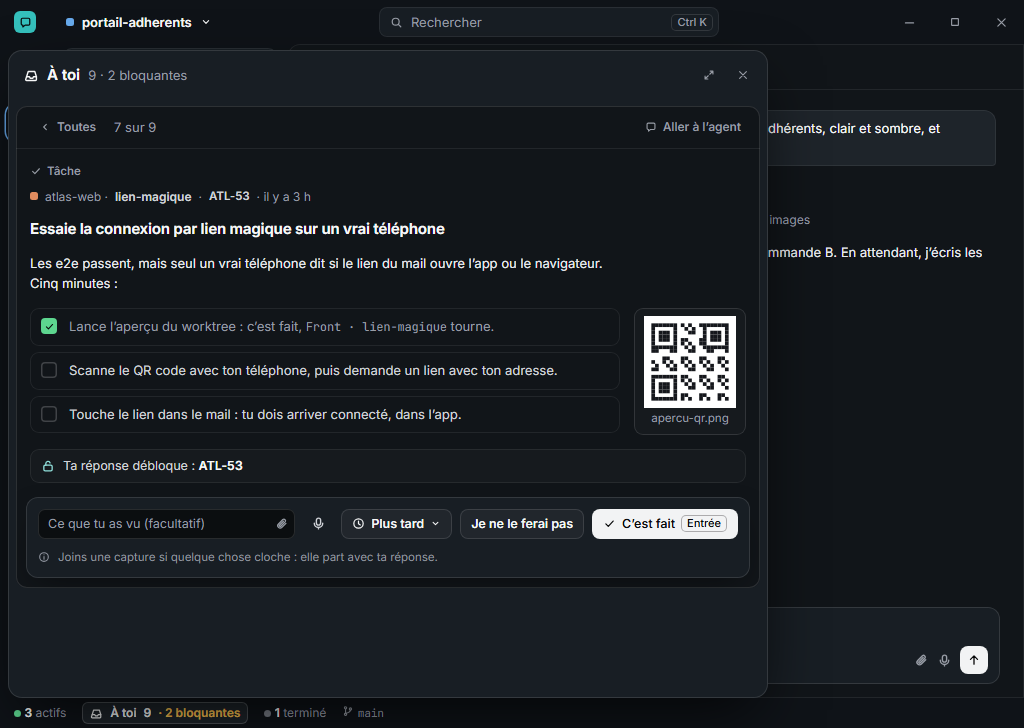 portail-adherents
Rechercher
Ctrl K
À toi 9 · 2 bloquantes
Toutes 7 sur 9
Aller à l’agent
Tâche
atlas-web · lien-magique · ATL-53 · il y a 3 h
Essaie la connexion par lien magique sur un vrai téléphone
Les e2e passent, mais seul un vrai téléphone dit si le lien du mail ouvre l’app ou le navigateur.
Cinq minutes :
Lance l’aperçu du worktree : c’est fait, Front · lien-magique tourne.
Scanne le QR code avec ton téléphone, puis demande un lien avec ton adresse.
Touche le lien dans le mail : tu dois arriver connecté, dans l’app.
apercu-qr.png
Ta réponse débloque : ATL-53
Ce que tu as vu (facultatif)
Plus tard
Je ne le ferai pas
C’est fait Entrée
Joins une capture si quelque chose cloche : elle part avec ta réponse.
dhérents, clair et sombre, et
images
mmande B. En attendant, j’écris les
3 actifs
À toi 9 · 2 bloquantes
1 terminé
main